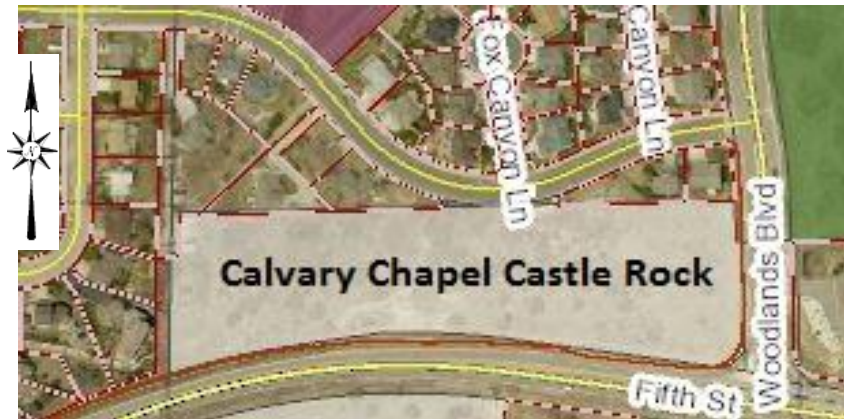 Fox Canyon Ln
Canyon Ln
N
Calvary Chapel Castle Rock
Woodlands Blvd
Fifth St